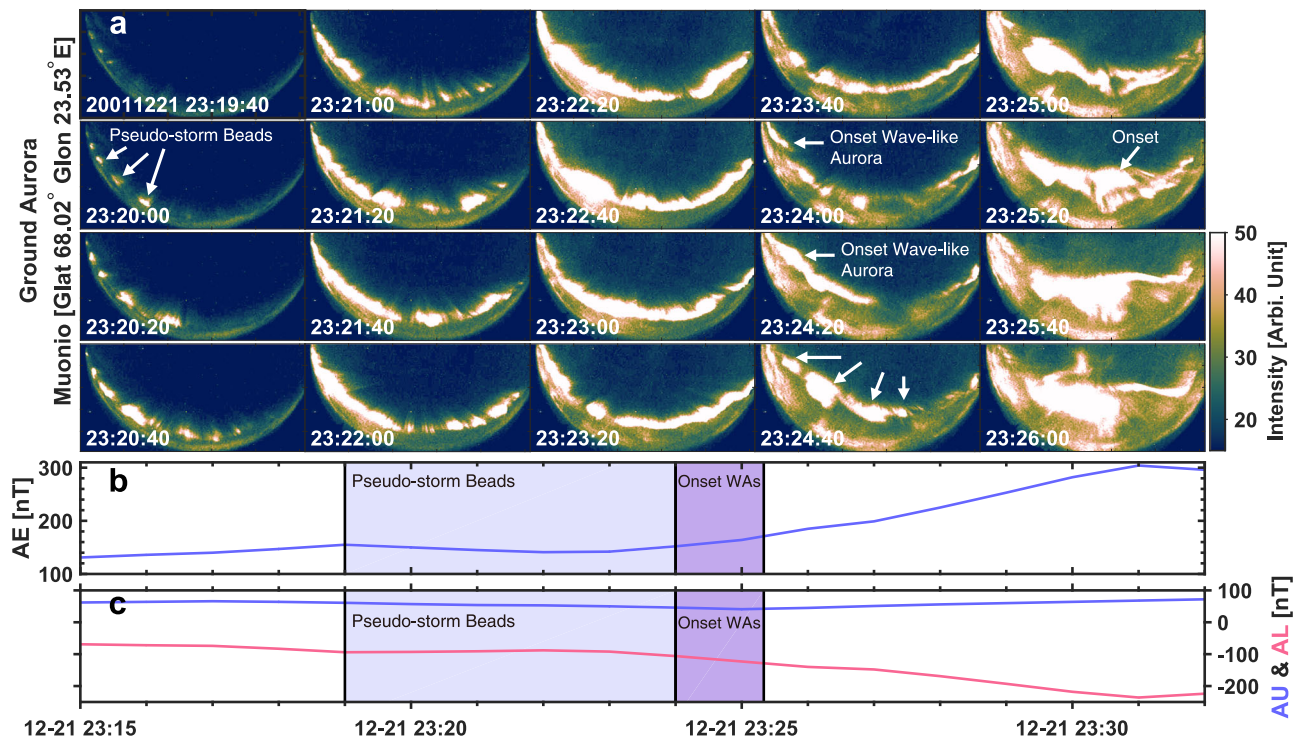 a
Ground Aurora
Muonio [Glat 68.02° Glon 23.53° E]
20011221 23:19:40
23:21:00
23:22:20
23:23:40
23:25:00
Pseudo-storm Beads
Onset Wave-like
Aurora
Onset
23:20:00
23:21:20
23:22:40
23:24:00
23:25:20
Onset Wave-like
Aurora
23:20:20
23:21:40
23:23:00
23:24:20
23:25:40
23:20:40
23:22:00
23:23:20
23:24:40
23:26:00
50
40
30
20
Intensity [Arbi. Unit]
b
AE [nT]
300
200
100
Pseudo-storm Beads
Onset WAs
c
Pseudo-storm Beads
Onset WAs
100
0
-100
-200
AU & AL [nT]
12-21 23:15
12-21 23:20
12-21 23:25
12-21 23:30